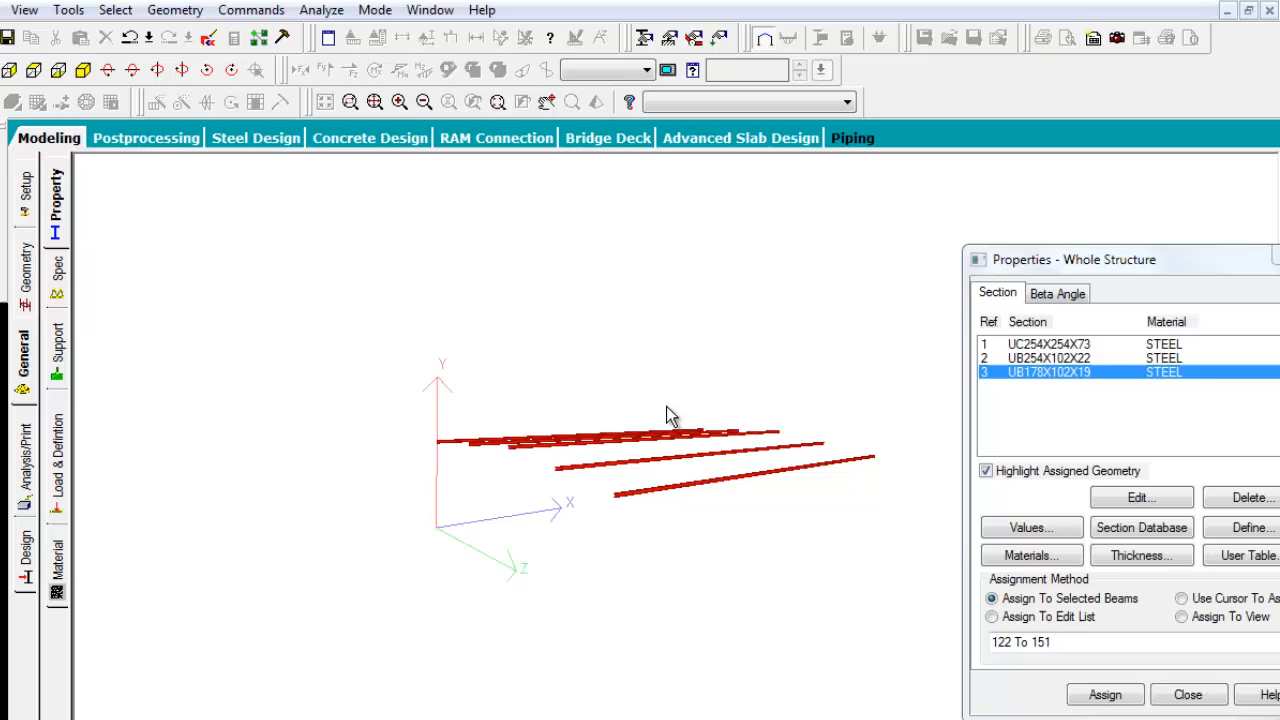 View Tools Select Geometry Commands Analyze Mode Window Help
Modeling Postprocessing Steel Design Concrete Design RAM Connection Bridge Deck Advanced Slab Design Piping
Setup
Geometry
General
Analysis/Print
Design
Property
Spec
Support
Load & Definition
Material
Y
X
Z
Properties - Whole Structure
Section Beta Angle
Ref Section Material
1 UC254X254X73 STEEL
2 UB254X102X22 STEEL
3 UB178X102X19 STEEL
Highlight Assigned Geometry
Edit... Delete...
Values... Section Database Define...
Materials... Thickness... User Table.
Assignment Method
Assign To Selected Beams Use Cursor To As
Assign To Edit List Assign To View
122 To 151
Assign Close Help